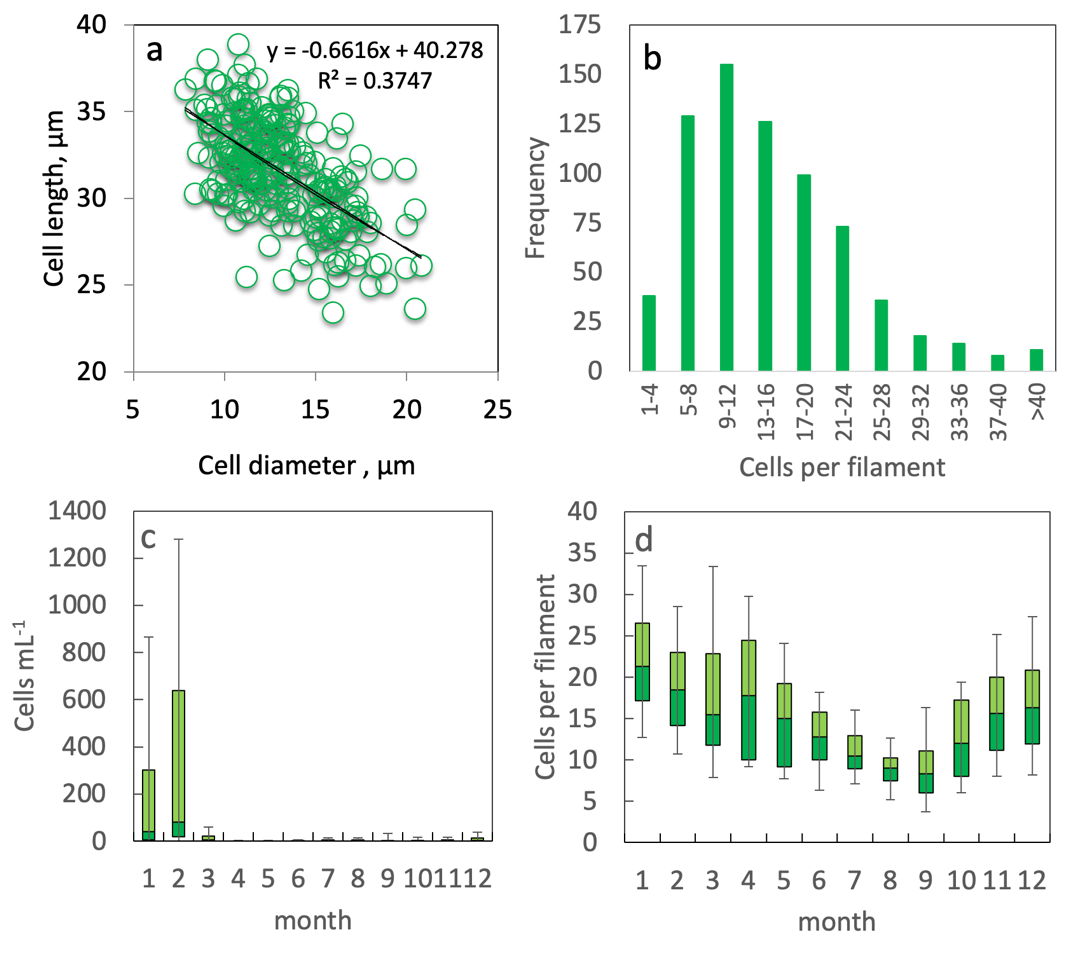 a
y = -0.6616x + 40.278
R² = 0.3747
40
35
30
25
20
Cell length, µm
5 10 15 20 25
Cell diameter , µm
b
175
150
125
100
75
50
25
0
Frequency
1-4 5-8 9-12 13-16 17-20 21-24 25-28 29-32 33-36 37-40 >40
Cells per filament
c
1400
1200
1000
800
600
400
200
0
Cells mL⁻¹
1 2 3 4 5 6 7 8 9 10 11 12
month
d
40
35
30
25
20
15
10
5
0
Cells per filament
1 2 3 4 5 6 7 8 9 10 11 12
month